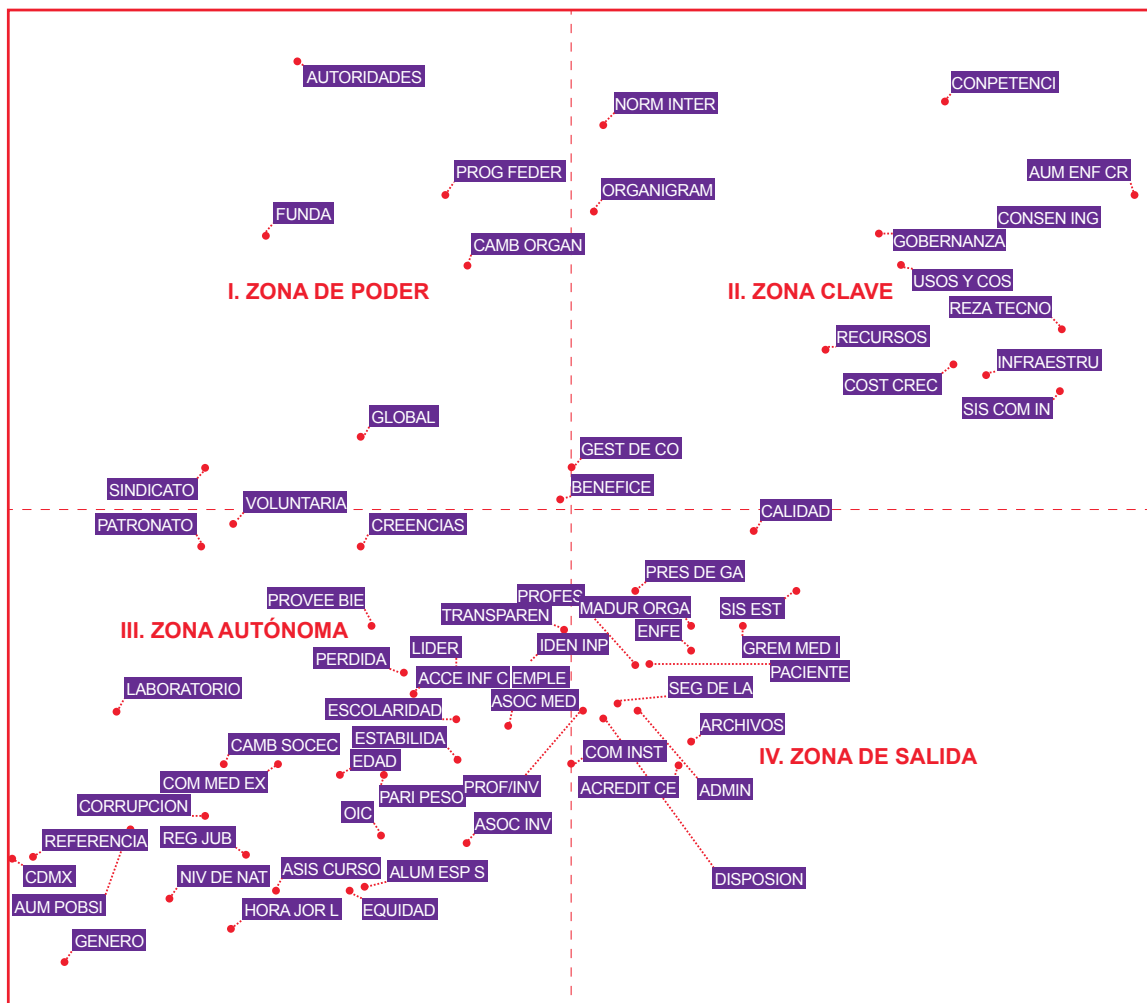 AUTORIDADES
CONPETENCI
NORM INTER
PROG FEDER
AUM ENF CR
ORGANIGRAM
FUNDA
CONSEN ING
GOBERNANZA
CAMB ORGAN
USOS Y COS
I. ZONA DE PODER
II. ZONA CLAVE
REZA TECNO
RECURSOS
INFRAESTRU
COST CREC
SIS COM IN
GLOBAL
GEST DE CO
SINDICATO
BENEFICE
VOLUNTARIA
CALIDAD
PATRONATO
CREENCIAS
PRES DE GA
PROFES
PROVEE BIE
MADUR ORGA
SIS EST
TRANSPAREN
III. ZONA AUTÓNOMA
ENFE
LIDER
IDEN INP
GREM MED I
PERDIDA
PACIENTE
ACCE INF C
EMPLE
LABORATORIO
SEG DE LA
ASOC MED
ESCOLARIDAD
ARCHIVOS
ESTABILIDA
CAMB SOCEC
COM INST
IV. ZONA DE SALIDA
EDAD
COM MED EX
PROF/INV
ACREDIT CE
ADMIN
PARI PESO
CORRUPCION
OIC
ASOC INV
REFERENCIA
REG JUB
CDMX
NIV DE NAT
ASIS CURSO
ALUM ESP S
DISPOSION
AUM POBSI
HORA JOR L
EQUIDAD
GENERO